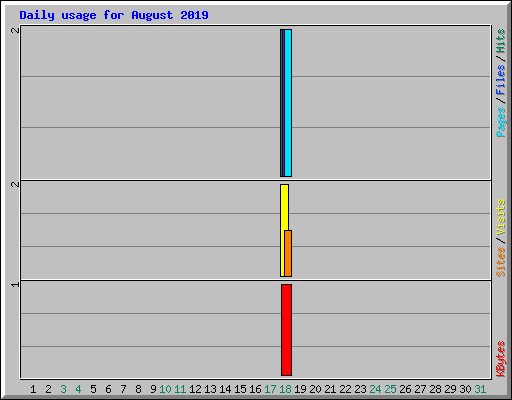 Daily usage for August 2019
2
2
1
Pages/Files/Hits
Sites/Visits
KBytes
1 2 3 4 5 6 7 8 9 10 11 12 13 14 15 16 17 18 19 20 21 22 23 24 25 26 27 28 29 30 31